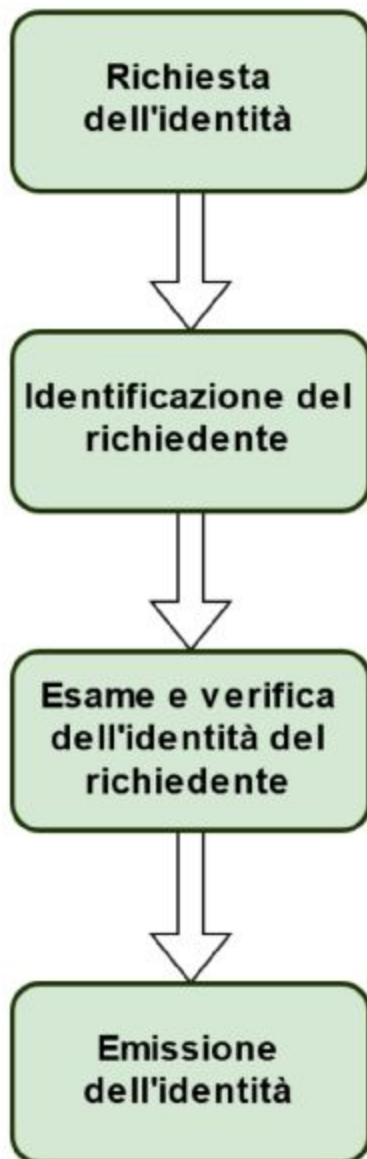 Richiesta
dell'identità
Identificazione del
richiedente
Esame e verifica
dell'identità del
richiedente
Emissione
dell'identità